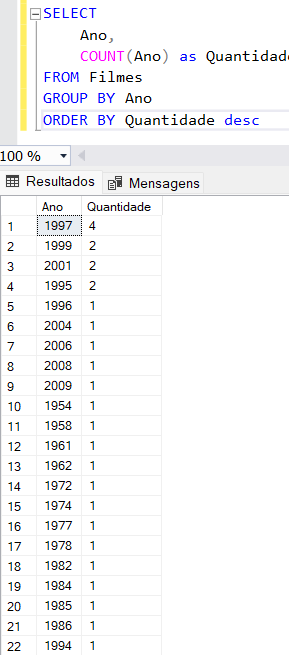 SELECT
Ano,
COUNT(Ano) as Quantidade
FROM Filmes
GROUP BY Ano
ORDER BY Quantidade desc
100 %
Resultados Mensagens
Ano Quantidade
1 1997 4
2 1999 2
3 2001 2
4 1995 2
5 1996 1
6 2004 1
7 2006 1
8 2008 1
9 2009 1
10 1954 1
11 1958 1
12 1961 1
13 1962 1
14 1972 1
15 1974 1
16 1977 1
17 1978 1
18 1982 1
19 1984 1
20 1985 1
21 1986 1
22 1994 1